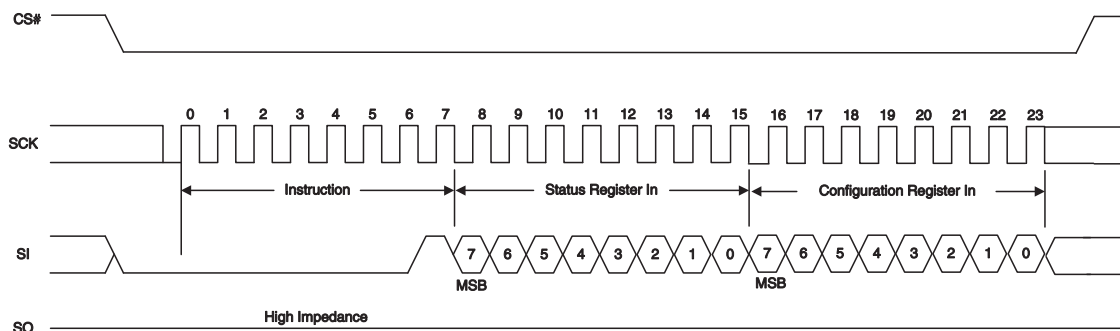 CS#
0 1 2 3 4 5 6 7 8 9 10 11 12 13 14 15 16 17 18 19 20 21 22 23
SCK
Instruction Status Register In Configuration Register In
SI 7 6 5 4 3 2 1 0 7 6 5 4 3 2 1 0
MSB MSB
High Impedance
SO